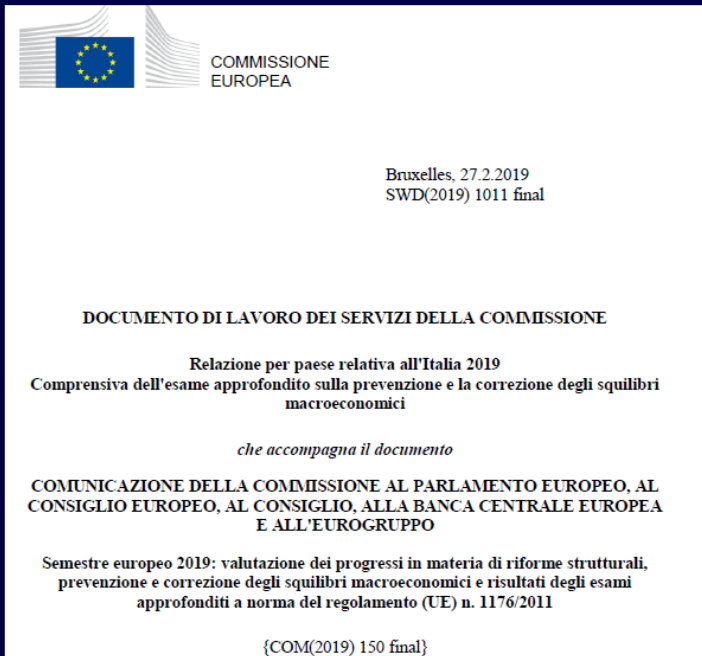 COMMISSIONE
EUROPEA
Bruxelles, 27.2.2019
SWD(2019) 1011 final
DOCUMENTO DI LAVORO DEI SERVIZI DELLA COMMISSIONE
Relazione per paese relativa all'Italia 2019
Comprensiva dell'esame approfondito sulla prevenzione e la correzione degli squilibri
macroeconomici
che accompagna il documento
COMUNICAZIONE DELLA COMMISSIONE AL PARLAMENTO EUROPEO, AL
CONSIGLIO EUROPEO, AL CONSIGLIO, ALLA BANCA CENTRALE EUROPEA
E ALL'EUROGRUPPO
Semestre europeo 2019: valutazione dei progressi in materia di riforme strutturali,
prevenzione e correzione degli squilibri macroeconomici e risultati degli esami
approfonditi a norma del regolamento (UE) n. 1176/2011
{COM(2019) 150 final}